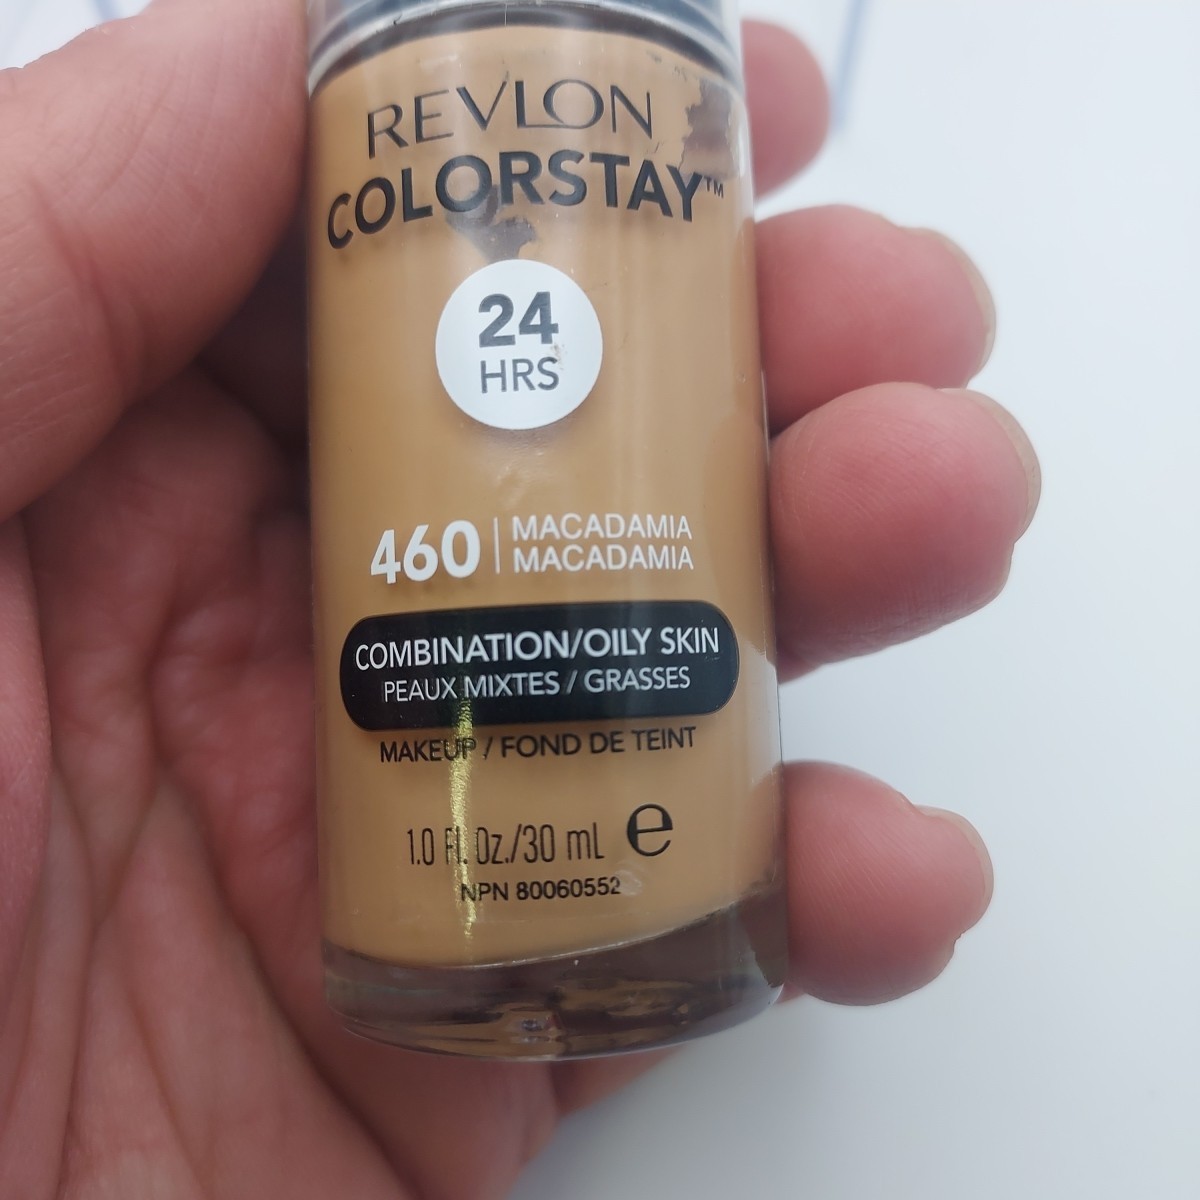 REVLON
COLORSTAY™
24
HRS
460 | MACADAMIA
MACADAMIA
COMBINATION/OILY SKIN
PEAUX MIXTES / GRASSES
MAKEUP / FOND DE TEINT
1.0 Fl. Oz./30 mL e
NPN 80060552